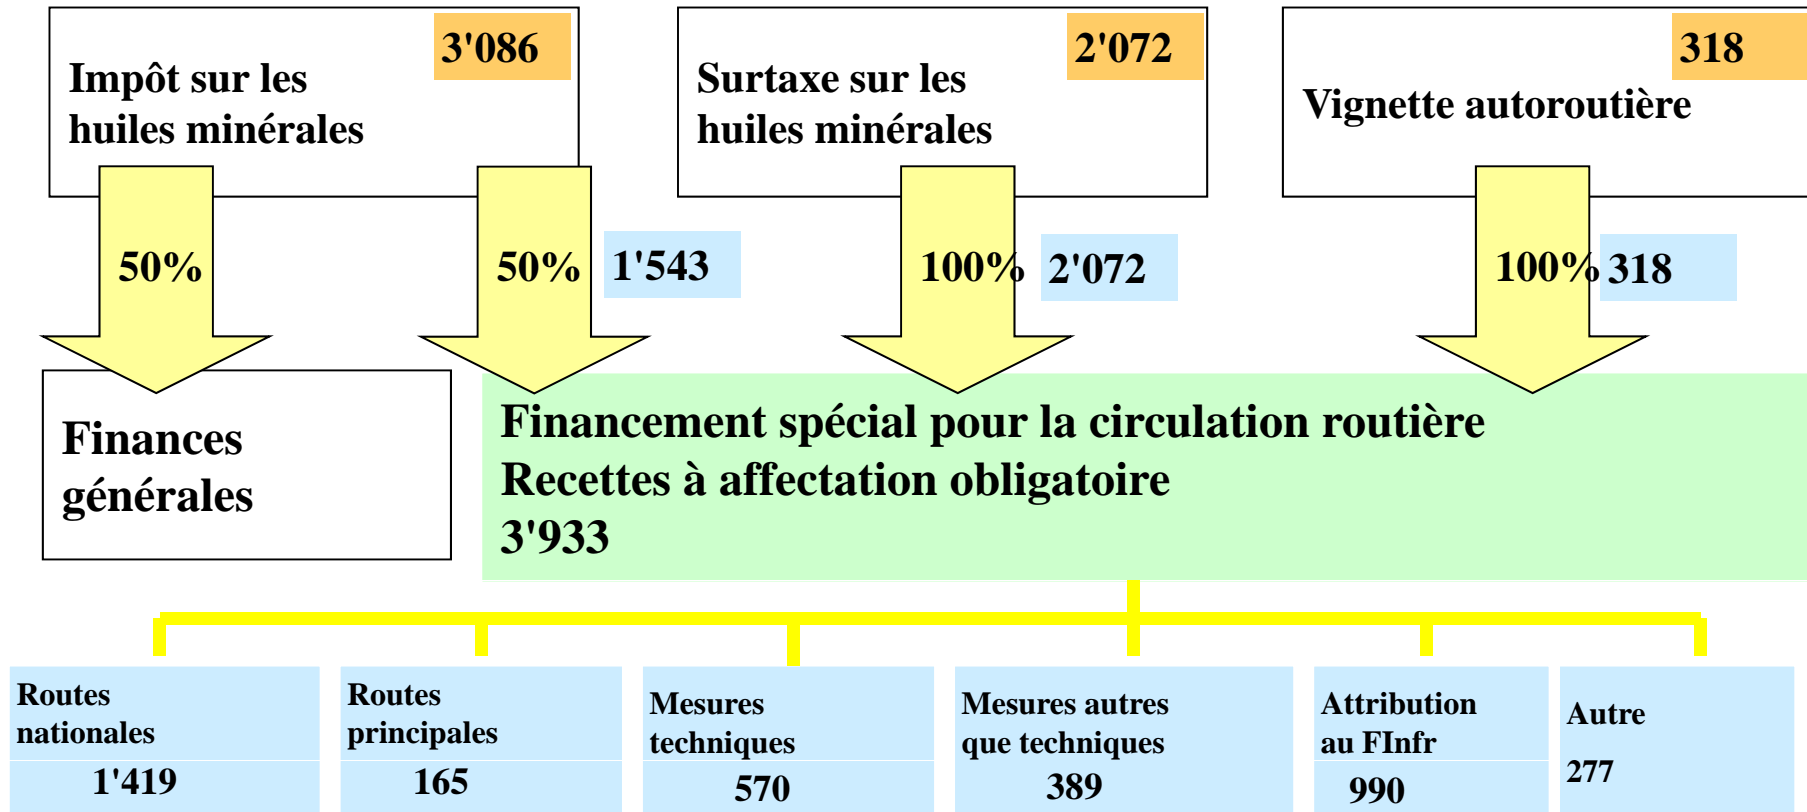 3'086
Impôt sur les
huiles minérales
2'072
Surtaxe sur les
huiles minérales
318
Vignette autoroutière
50%
50%
1'543
100%
2'072
100%
318
Finances
générales
Financement spécial pour la circulation routière
Recettes à affectation obligatoire
3'933
Routes
nationales
1'419
Routes
principales
165
Mesures
techniques
570
Mesures autres
que techniques
389
Attribution
au FInfr
990
Autre
277